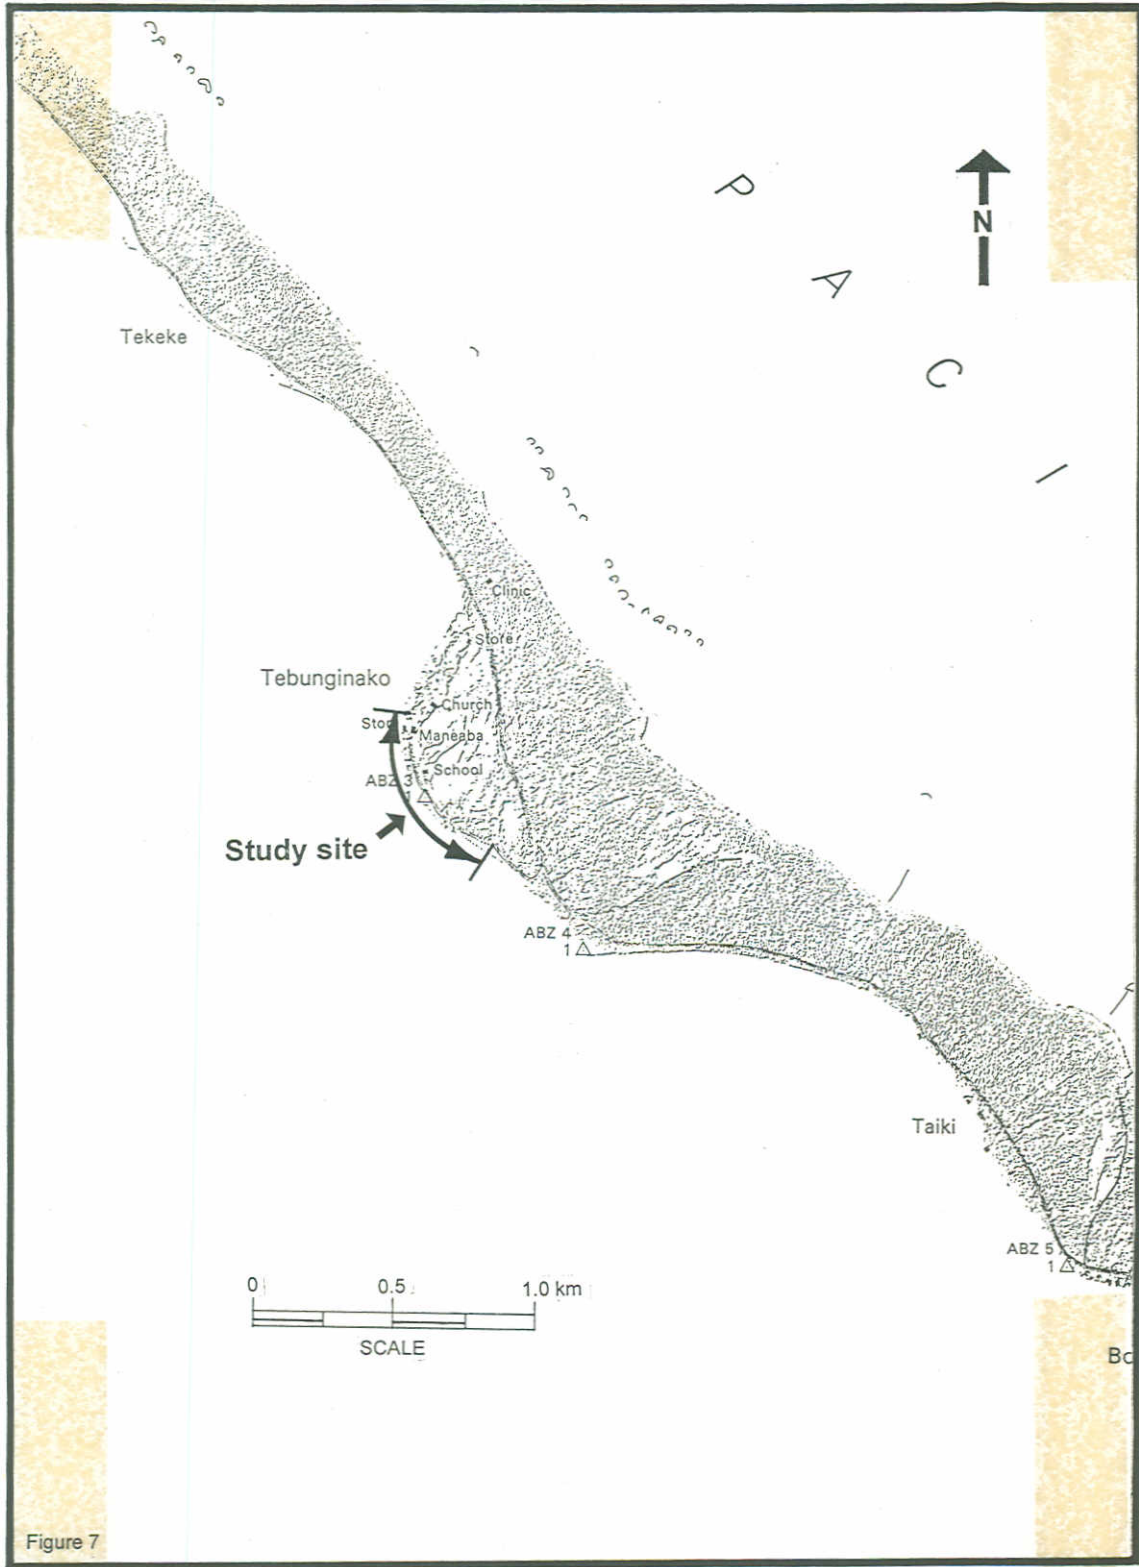 P
A
C
I
N
Tekeke
Clinic
Store
Tebunginako
Church
Maneaba
School
ABZ 3
1
Study site
ABZ 4
1
Taiki
ABZ 5
1
0 0.5 1.0 km
SCALE
Figure 7